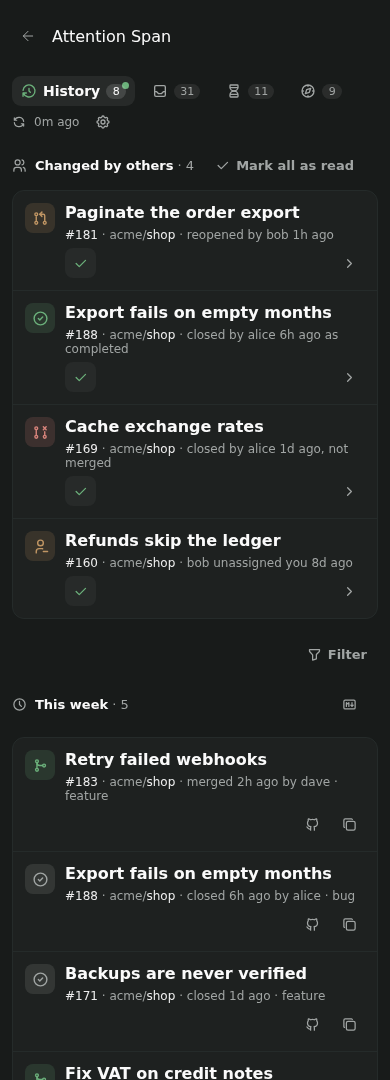 Attention Span
History 8 31 11 9
0m ago
Changed by others · 4 Mark all as read
Paginate the order export
#181 · acme/shop · reopened by bob 1h ago
Export fails on empty months
#188 · acme/shop · closed by alice 6h ago as
completed
Cache exchange rates
#169 · acme/shop · closed by alice 1d ago, not
merged
Refunds skip the ledger
#160 · acme/shop · bob unassigned you 8d ago
Filter
This week · 5
Retry failed webhooks
#183 · acme/shop · merged 2h ago by dave ·
feature
Export fails on empty months
#188 · acme/shop · closed 6h ago by alice · bug
Backups are never verified
#171 · acme/shop · closed 1d ago · feature
Fix VAT on credit notes